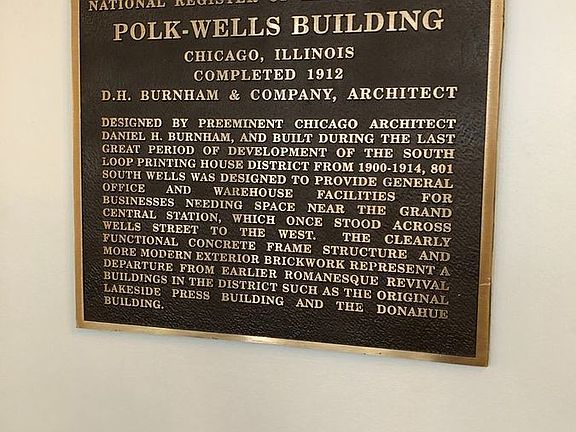 NATIONAL REGISTER OF
POLK-WELLS BUILDING
CHICAGO, ILLINOIS
COMPLETED 1912
D.H. BURNHAM & COMPANY, ARCHITECT
DESIGNED BY PREEMINENT CHICAGO ARCHITECT
DANIEL H. BURNHAM, AND BUILT DURING THE LAST
GREAT PERIOD OF DEVELOPMENT OF THE SOUTH
LOOP PRINTING HOUSE DISTRICT FROM 1900-1914, 801
SOUTH WELLS WAS DESIGNED TO PROVIDE GENERAL
OFFICE AND WAREHOUSE FACILITIES FOR
BUSINESSES NEEDING SPACE NEAR THE GRAND
CENTRAL STATION, WHICH ONCE STOOD ACROSS
WELLS STREET TO THE WEST. THE CLEARLY
FUNCTIONAL CONCRETE FRAME STRUCTURE AND
MORE MODERN EXTERIOR BRICKWORK REPRESENT A
DEPARTURE FROM EARLIER ROMANESQUE REVIVAL
BUILDINGS IN THE DISTRICT SUCH AS THE ORIGINAL
LAKESIDE PRESS BUILDING AND THE DONAHUE
BUILDING.